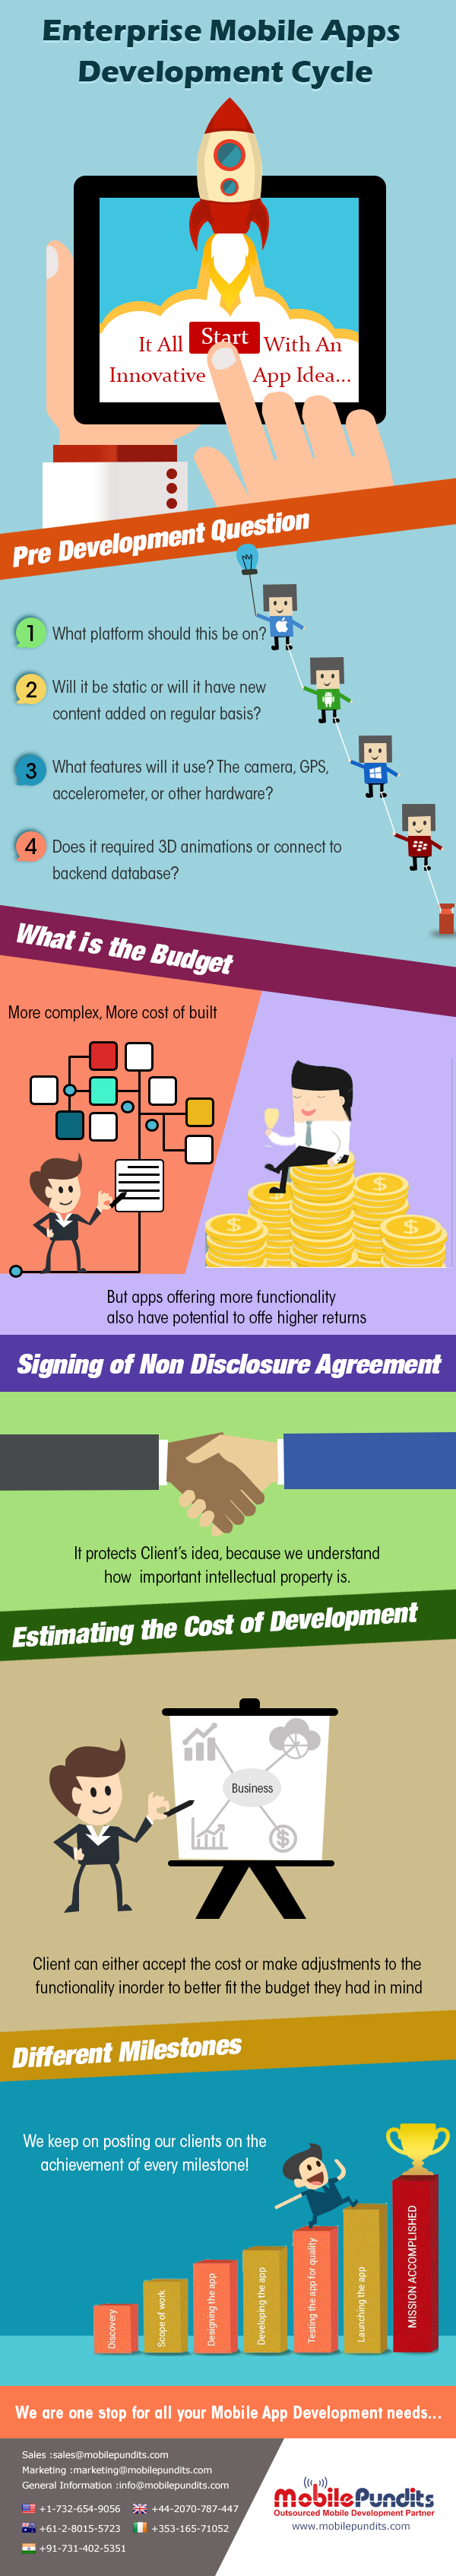 Enterprise Mobile Apps
Development Cycle
It All Start With An
Innovative App Idea...
Pre Development Question
1 What platform should this be on?
2 Will it be static or will it have new
content added on regular basis?
3 What features will it use? The camera, GPS,
accelerometer, or other hardware?
4 Does it required 3D animations or connect to
backend database?
What is the Budget
More complex, More cost of built
But apps offering more functionality
also have potential to offe higher returns
Signing of Non Disclosure Agreement
It protects Client's idea, because we understand
how important intellectual property is.
Estimating the Cost of Development
Business
Client can either accept the cost or make adjustments to the
functionality inorder to better fit the budget they had in mind
Different Milestones
We keep on posting our clients on the
achievement of every milestone!
Discovery
Scope of work
Designing the app
Developing the app
Testing the app for quality
Launching the app
MISSION ACCOMPLISHED
We are one stop for all your Mobile App Development needs...
Sales :sales@mobilepundits.com
Marketing :marketing@mobilepundits.com
General Information :info@mobilepundits.com
+1-732-654-9056 +44-2070-787-447
+61-2-8015-5723 +353-165-71052
+91-731-402-5351
MobilePundits
Outsourced Mobile Development Partner
www.mobilepundits.com